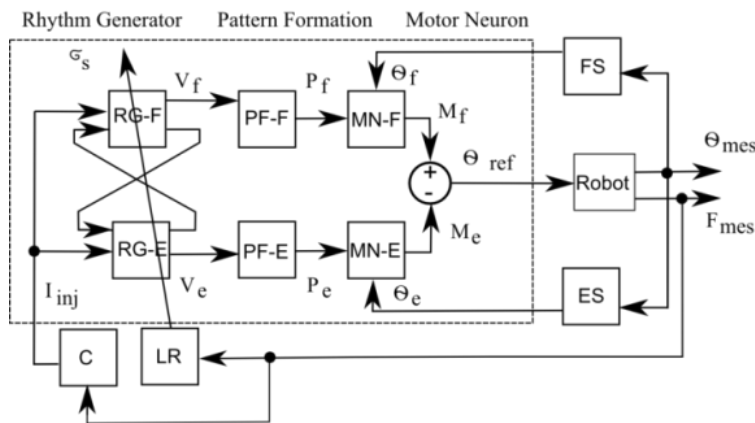 Rhythm Generator Pattern Formation Motor Neuron
σs
Vf
Pf
Θf
FS
RG-F
PF-F
MN-F
Mf
Θmes
Θ ref
+
-
Robot
Fmes
RG-E
PF-E
MN-E
Me
Iinj
Ve
Pe
Θe
ES
C
LR